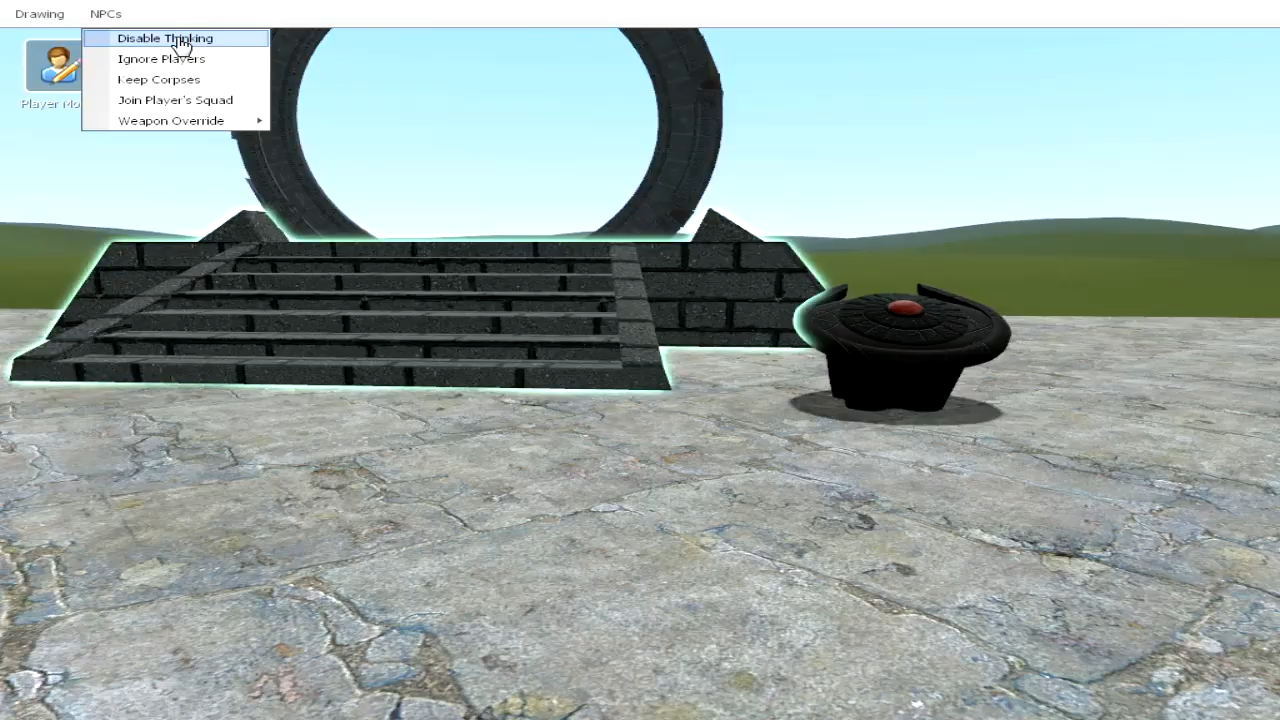 Drawing
NPCs
Disable Thinking
Ignore Players
Keep Corpses
Join Player's Squad
Weapon Override
Player Mo